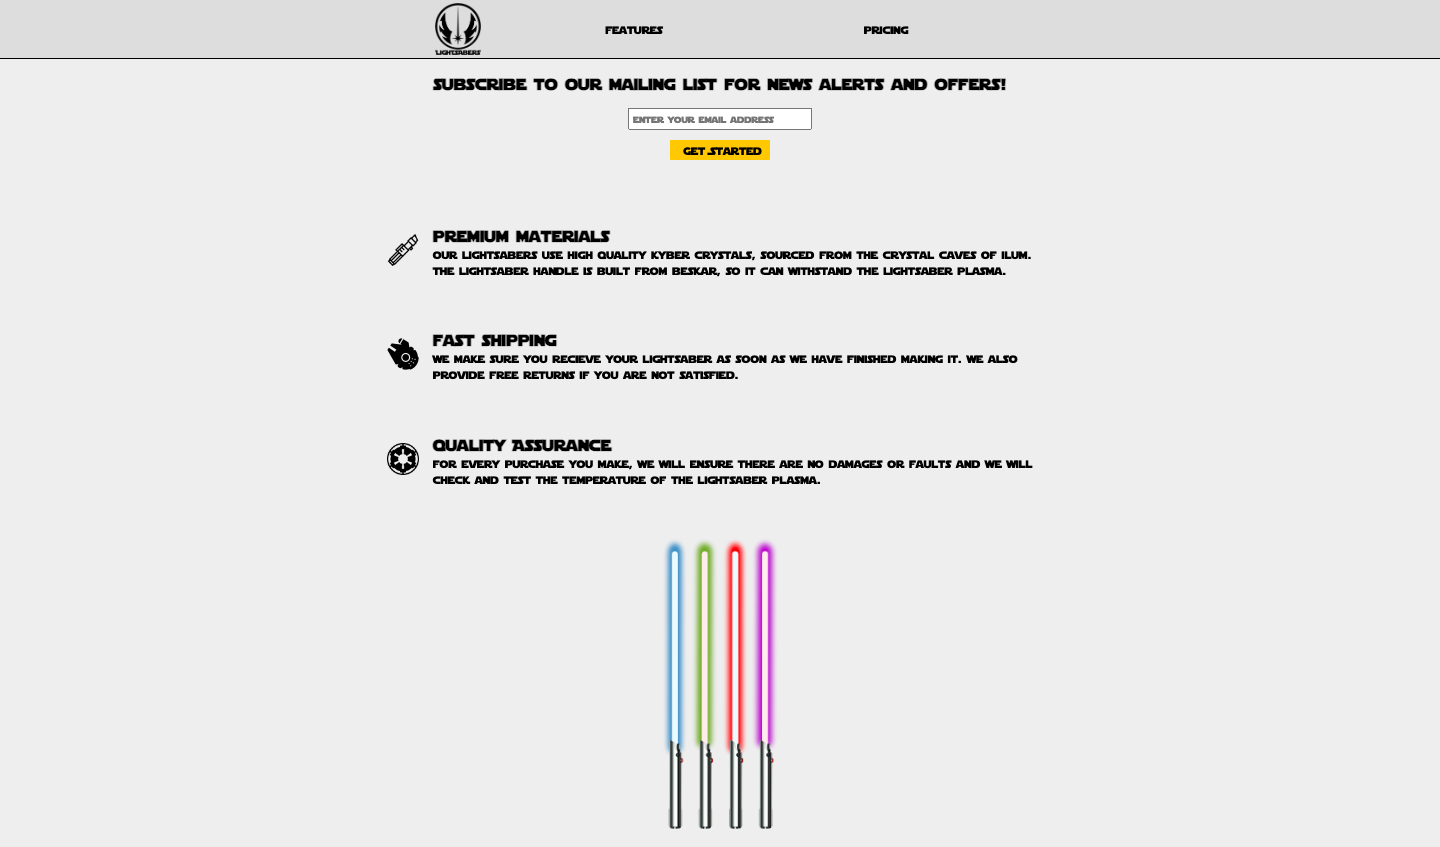 LIGHTSABERS
FEATURES
PRICING
SUBSCRIBE TO OUR MAILING LIST FOR NEWS ALERTS AND OFFERS!
ENTER YOUR EMAIL ADDRESS
GET STARTED
PREMIUM MATERIALS
OUR LIGHTSABERS USE HIGH QUALITY KYBER CRYSTALS, SOURCED FROM THE CRYSTAL CAVES OF ILUM.
THE LIGHTSABER HANDLE IS BUILT FROM BESKAR, SO IT CAN WITHSTAND THE LIGHTSABER PLASMA.
FAST SHIPPING
WE MAKE SURE YOU RECIEVE YOUR LIGHTSABER AS SOON AS WE HAVE FINISHED MAKING IT. WE ALSO
PROVIDE FREE RETURNS IF YOU ARE NOT SATISFIED.
QUALITY ASSURANCE
FOR EVERY PURCHASE YOU MAKE, WE WILL ENSURE THERE ARE NO DAMAGES OR FAULTS AND WE WILL
CHECK AND TEST THE TEMPERATURE OF THE LIGHTSABER PLASMA.